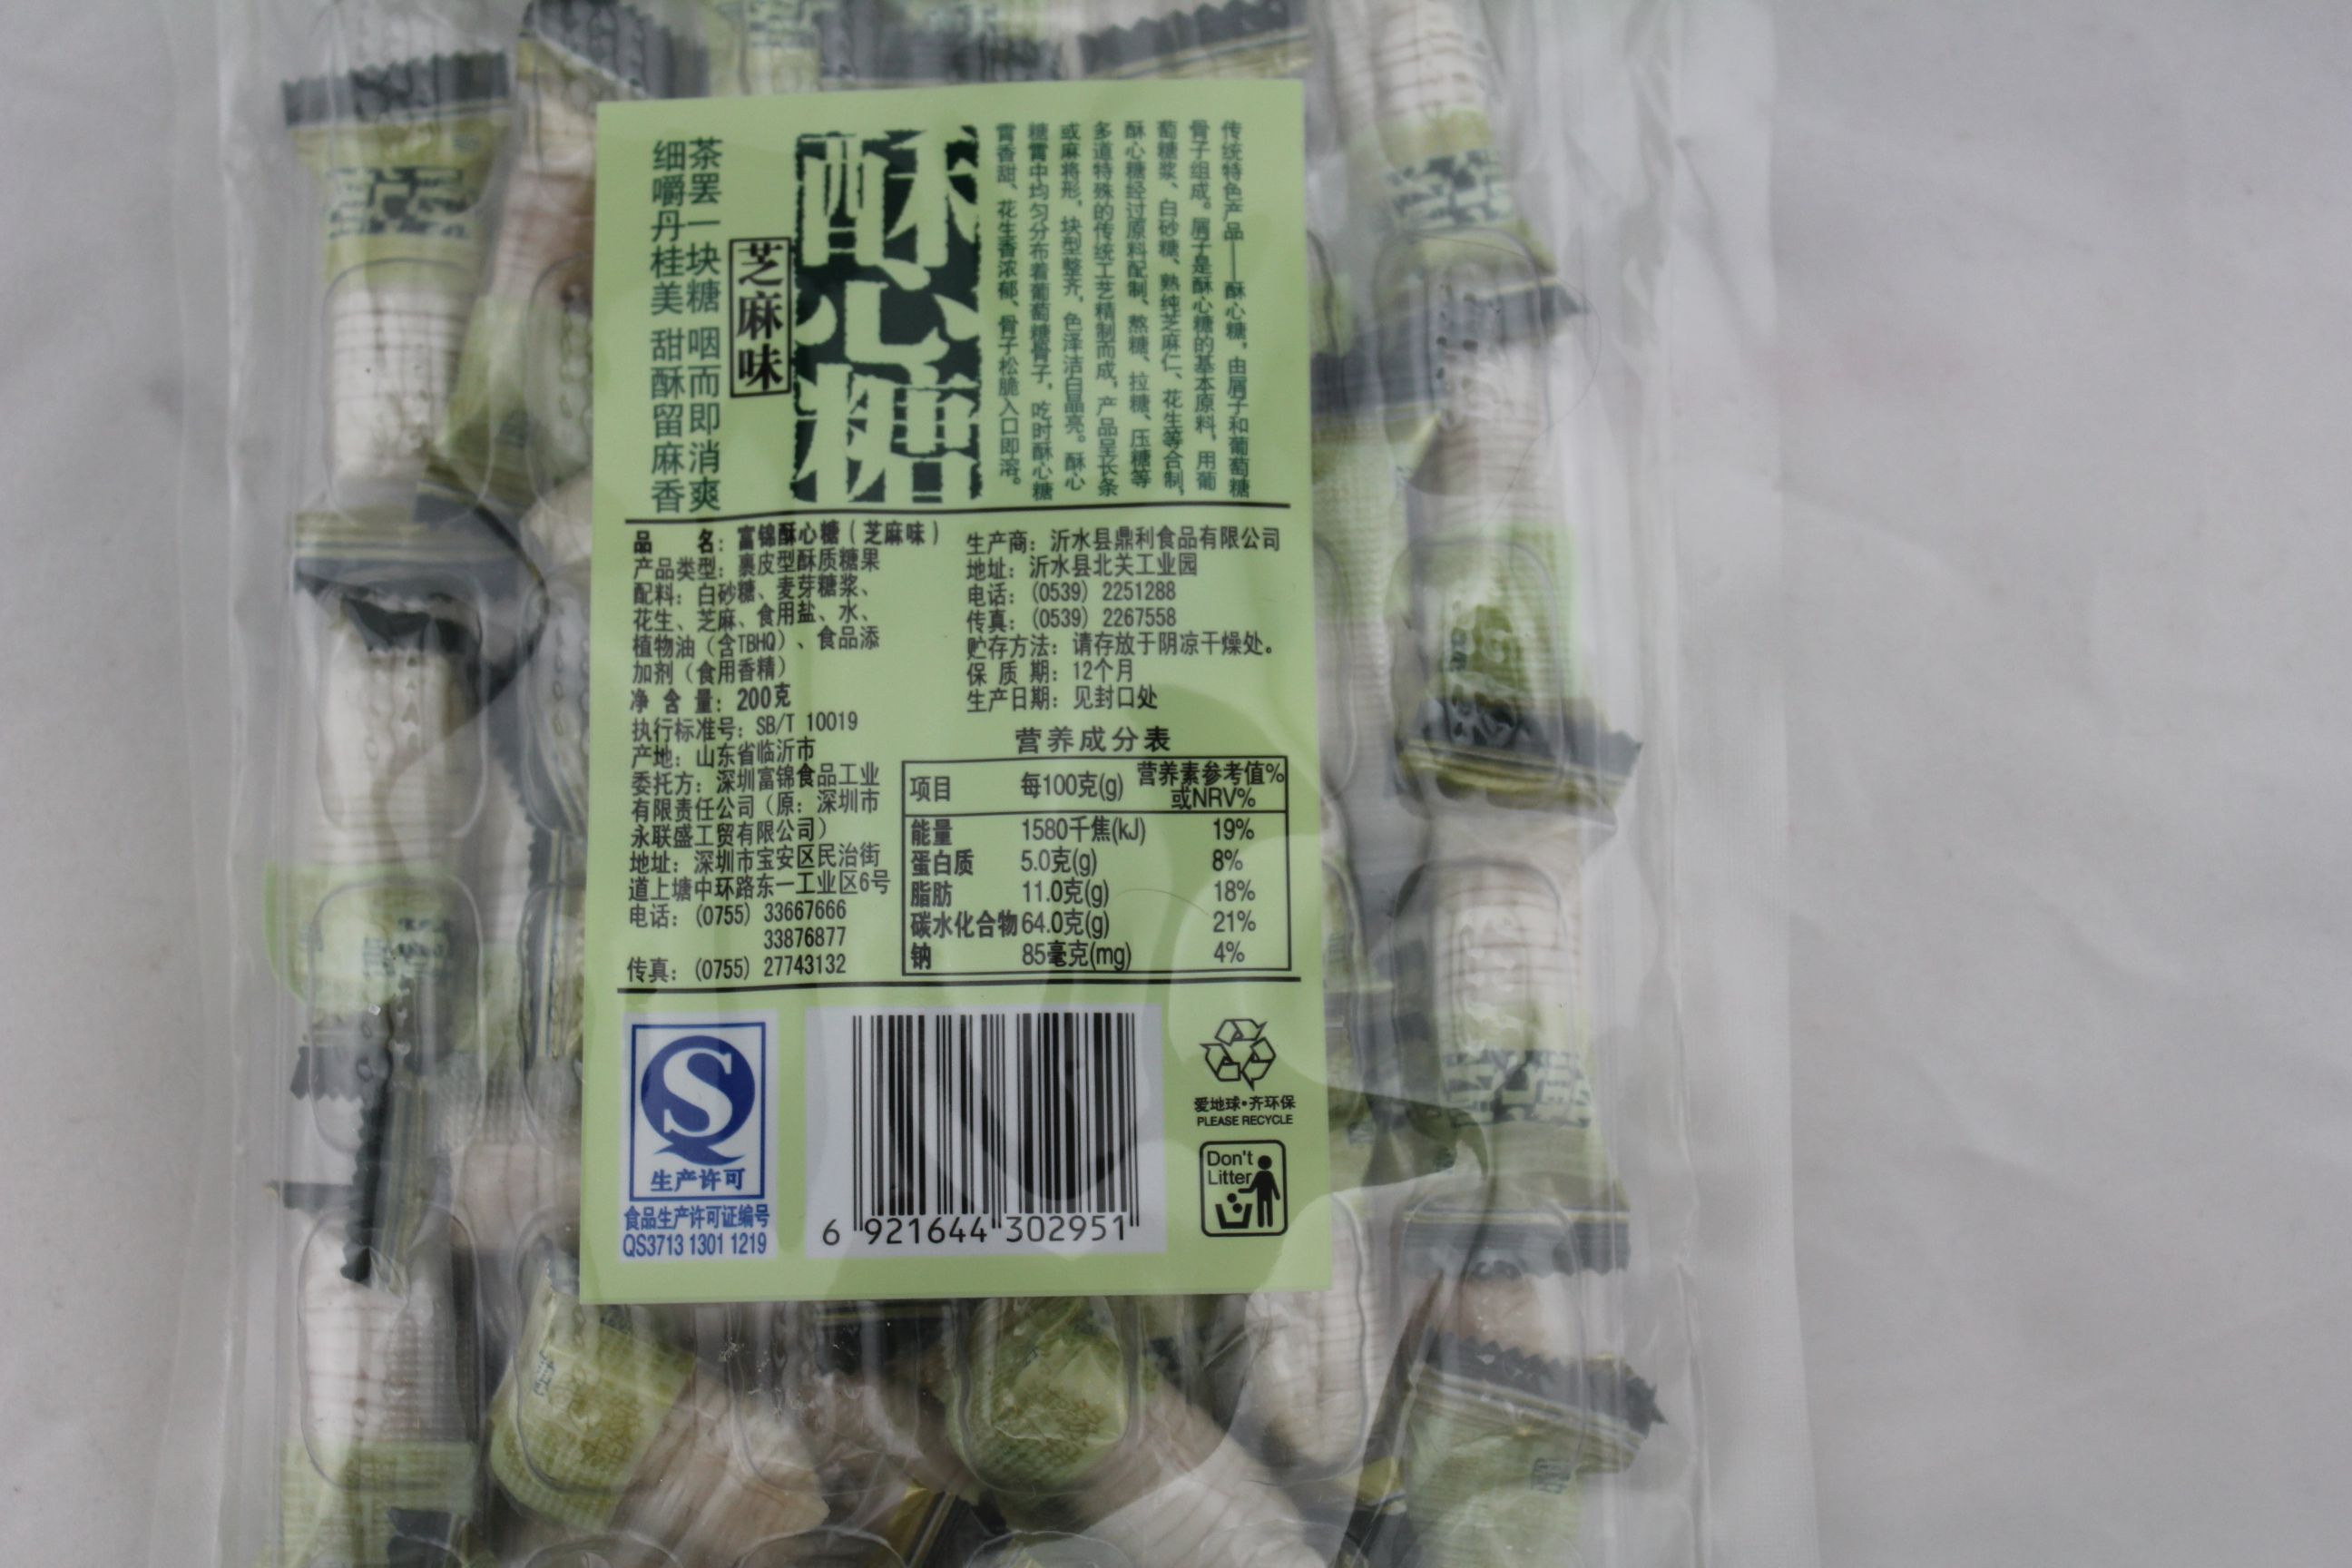 传统特色产品——酥心糖，由屑子和葡萄糖
骨子组成。屑子是酥心糖的基本原料，用葡
萄糖浆、白砂糖、熟纯芝麻仁、花生等合制，
酥心糖经过原料配制、熬糖、拉糖、压糖等
多道特殊的传统工艺精制而成，产品呈长条
或麻将形，块型整齐，色泽洁白晶亮。酥心
糖霄中均匀分布着葡萄糖骨子，吃时酥心糖
霄香甜、花生香浓郁、骨子松脆入口即溶。
酥心糖
芝麻味
茶罢一块糖 咽而即消爽
细嚼丹桂美 甜酥留麻香
品 名：富锦酥心糖（芝麻味）
产品类型：裹皮型酥质糖果
配料：白砂糖、麦芽糖浆、
花生、芝麻、食用盐、水、
植物油（含TBHQ）、食品添
加剂（食用香精）
净 含 量：200克
执行标准号：SB/T 10019
产地：山东省临沂市
委托方：深圳富锦食品工业
有限责任公司（原：深圳市
永联盛工贸有限公司）
地址：深圳市宝安区民治街
道上塘中环路东一工业区6号
电话：(0755) 33667666
33876877
传真：(0755) 27743132
生产商：沂水县鼎利食品有限公司
地址：沂水县北关工业园
电话：(0539) 2251288
传真：(0539) 2267558
贮存方法：请存放于阴凉干燥处。
保 质 期：12个月
生产日期：见封口处
营养成分表
项目 每100克(g) 营养素参考值%
或NRV%
能量 1580千焦(kJ) 19%
蛋白质 5.0克(g) 8%
脂肪 11.0克(g) 18%
碳水化合物 64.0克(g) 21%
钠 85毫克(mg) 4%
生产许可
食品生产许可证编号
QS3713 1301 1219
6 921644 302951
爱地球·齐环保
PLEASE RECYCLE
Don't
Litter